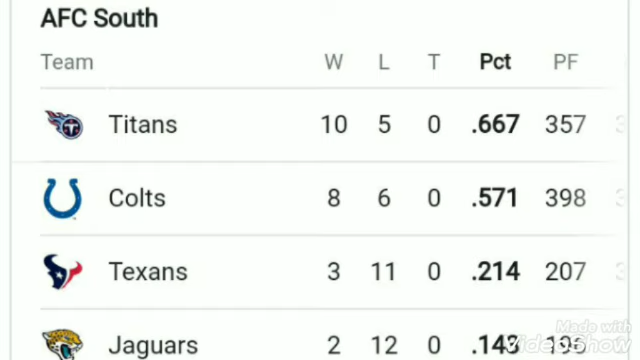 AFC South
Team W L T Pct PF
Titans 10 5 0 .667 357
Colts 8 6 0 .571 398
Texans 3 11 0 .214 207
Jaguars 2 12 0
Made with
VideoShow